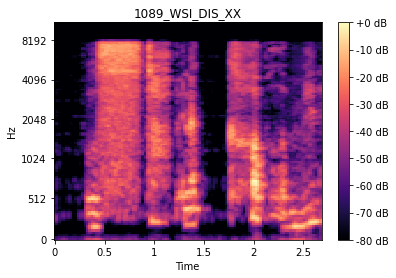 1089_WSI_DIS_XX
Hz
8192
4096
2048
1024
512
0
0 0.5 1 1.5 2 2.5
Time
+0 dB
-10 dB
-20 dB
-30 dB
-40 dB
-50 dB
-60 dB
-70 dB
-80 dB